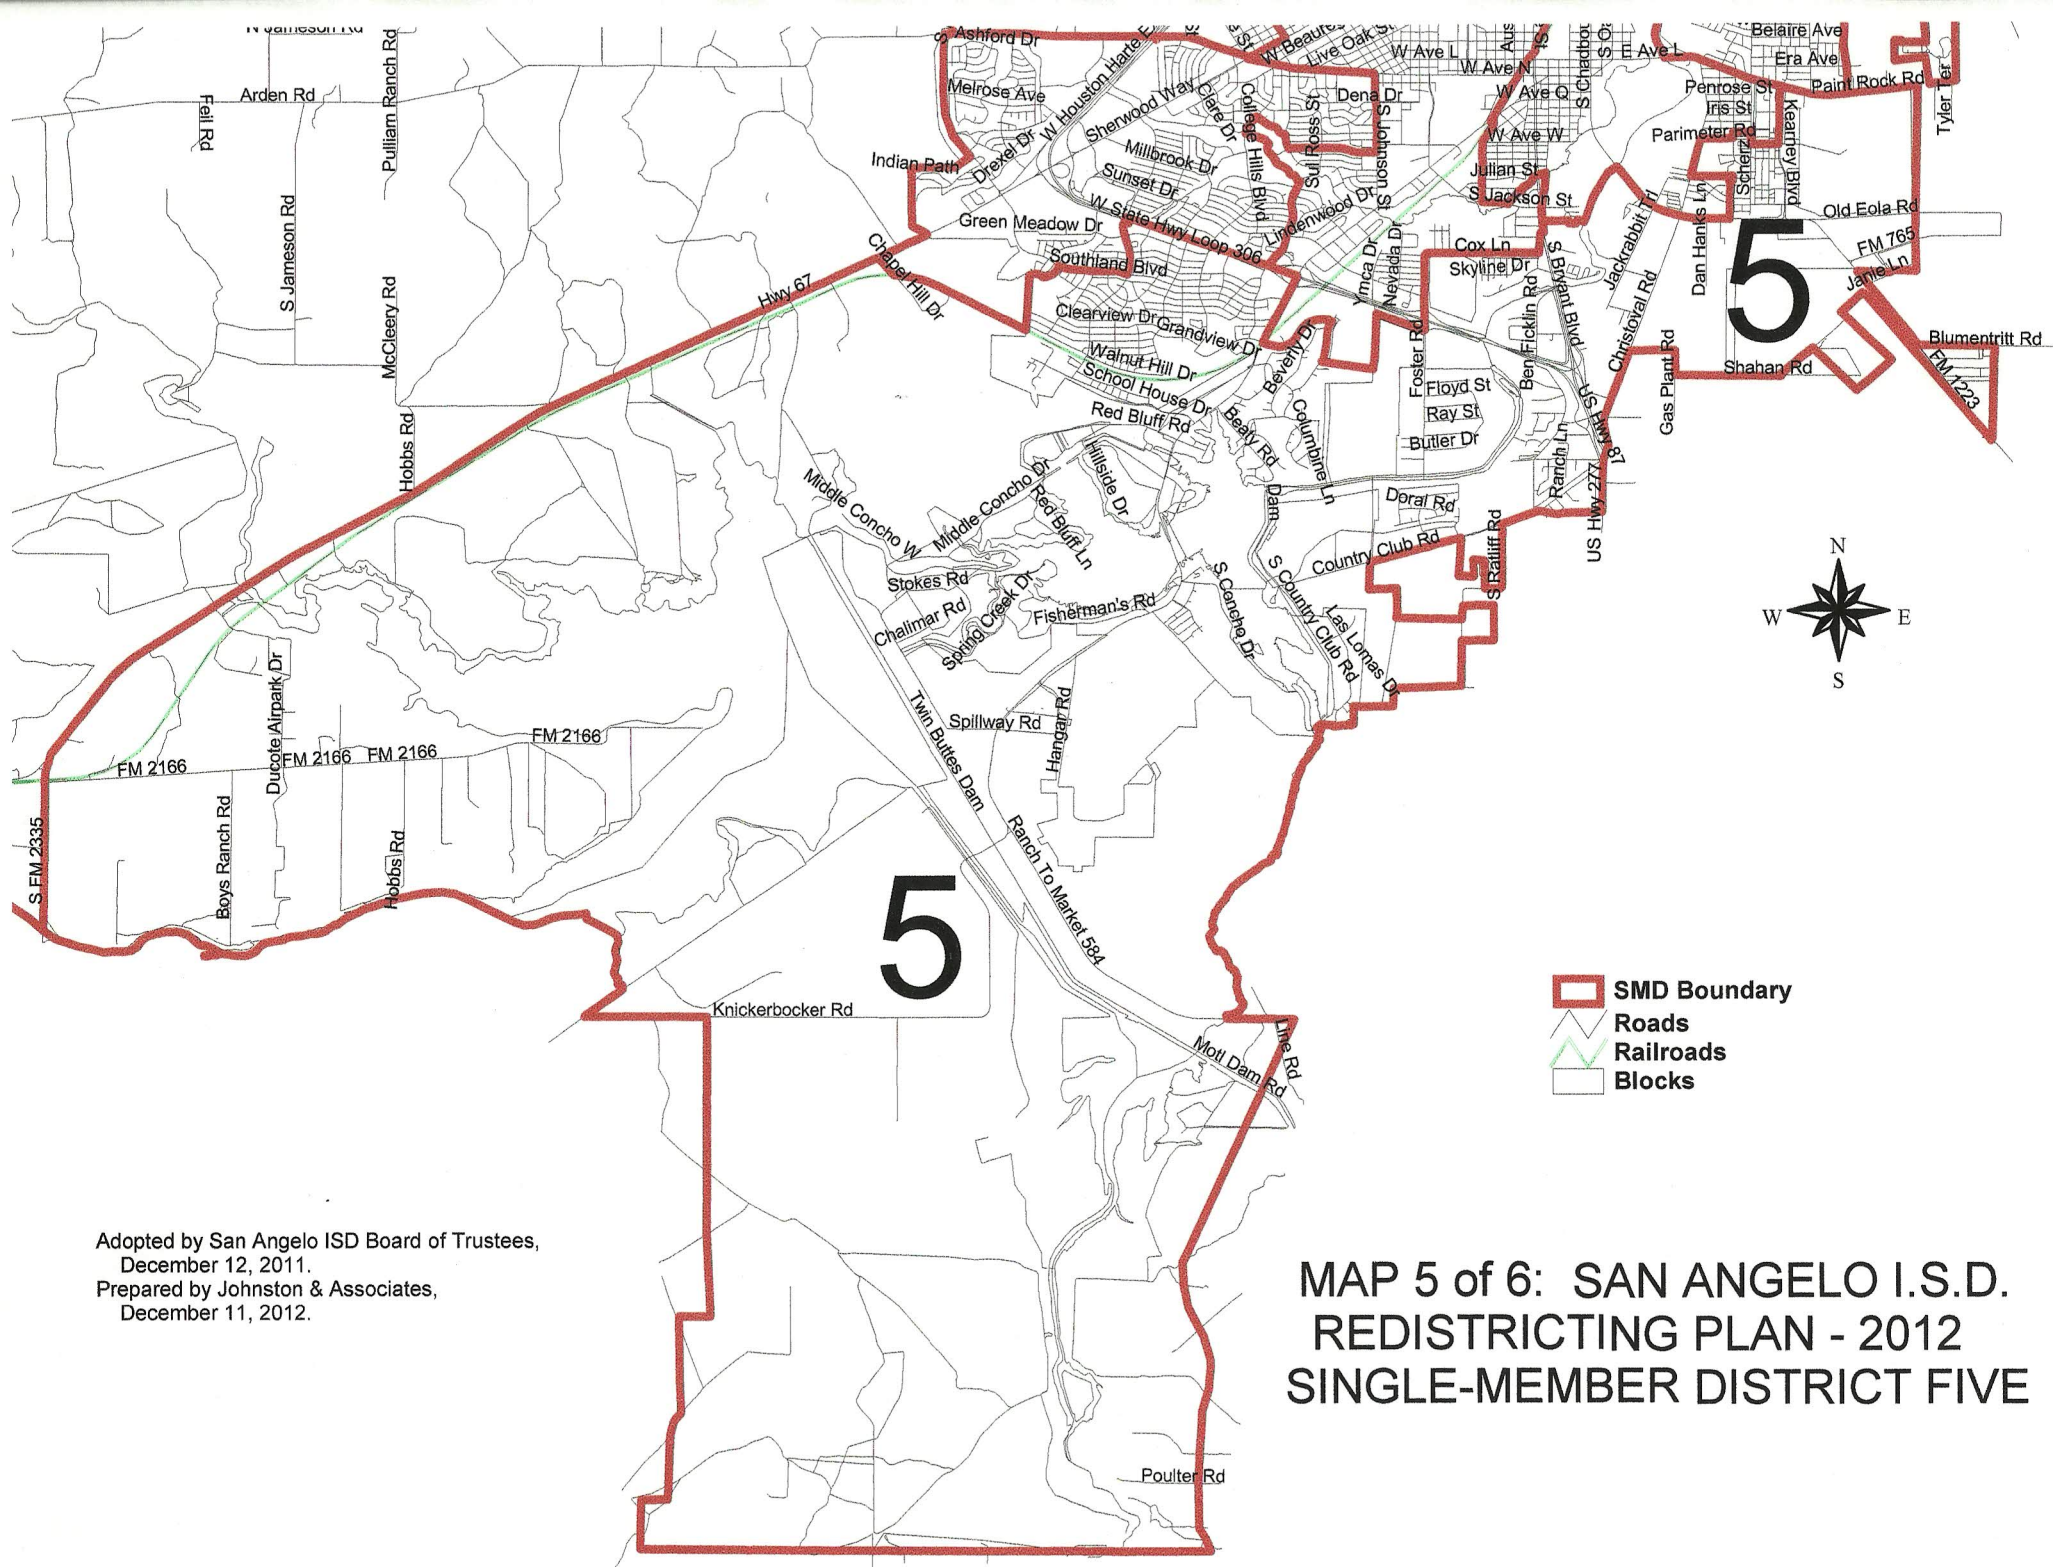 N Jameson Rd
Pulliam Ranch Rd
Arden Rd
Feil Rd
S Jameson Rd
McCleery Rd
Hobbs Rd
Hwy 67
Chapel Hill Dr
Ashford Dr
Melrose Ave
Indian Path
Drexel Dr
W Houston Harte E
Sherwood Way
Clare Dr
College Hills Blvd
W Beaureg
Live Oak St
W Ave L
W Ave N
W Ave Q
W Ave W
Aus
St
S Chadbou
S O
E Ave L
Belaire Ave
Era Ave
Paint Rock Rd
Tyler Ter
Penrose St
Iris St
Parimeter Rd
Scherz
Kearney Blvd
Dena Dr
Sul Ross St
S Johnson St
Millbrook Dr
Sunset Dr
W State Hwy Loop 306
Lindenwood Dr
Julian St
S Jackson St
Green Meadow Dr
Southland Blvd
Clearview Dr
Grandview Dr
Walnut Hill Dr
School House Dr
Red Bluff Rd
Beverly Dr
Ymca Dr
Nevada Dr
Cox Ln
Skyline Dr
S Bryant Blvd
Ben Ficklin Rd
Jackrabbit Trl
Christoval Rd
Dan Hanks Ln
Old Eola Rd
FM 765
Janie Ln
5
Gas Plant Rd
Shahan Rd
Blumentritt Rd
FM 1223
Foster Rd
Floyd St
Ray St
Butler Dr
Beaty Rd
Columbine Ln
Dam
Doral Rd
Ranch Ln
US Hwy 87
US Hwy 277
S Ratliff Rd
Country Club Rd
Middle Concho W
Middle Concho Dr
Hillside Dr
Red Bluff Ln
Stokes Rd
Chalimar Rd
Spring Creek Dr
Fisherman's Rd
S Concho Dr
S Country Club Rd
Las Lomas Dr
N
W
E
S
Ducote Airpark Dr
FM 2166
FM 2166
FM 2166
FM 2166
S FM 2335
Boys Ranch Rd
Hobbs Rd
Twin Buttes Dam
Spillway Rd
Hangar Rd
Ranch To Market 584
5
Knickerbocker Rd
Motl Dam Rd
Line Rd
Poulter Rd
SMD Boundary
Roads
Railroads
Blocks
Adopted by San Angelo ISD Board of Trustees,
December 12, 2011.
Prepared by Johnston & Associates,
December 11, 2012.
MAP 5 of 6: SAN ANGELO I.S.D.
REDISTRICTING PLAN - 2012
SINGLE-MEMBER DISTRICT FIVE